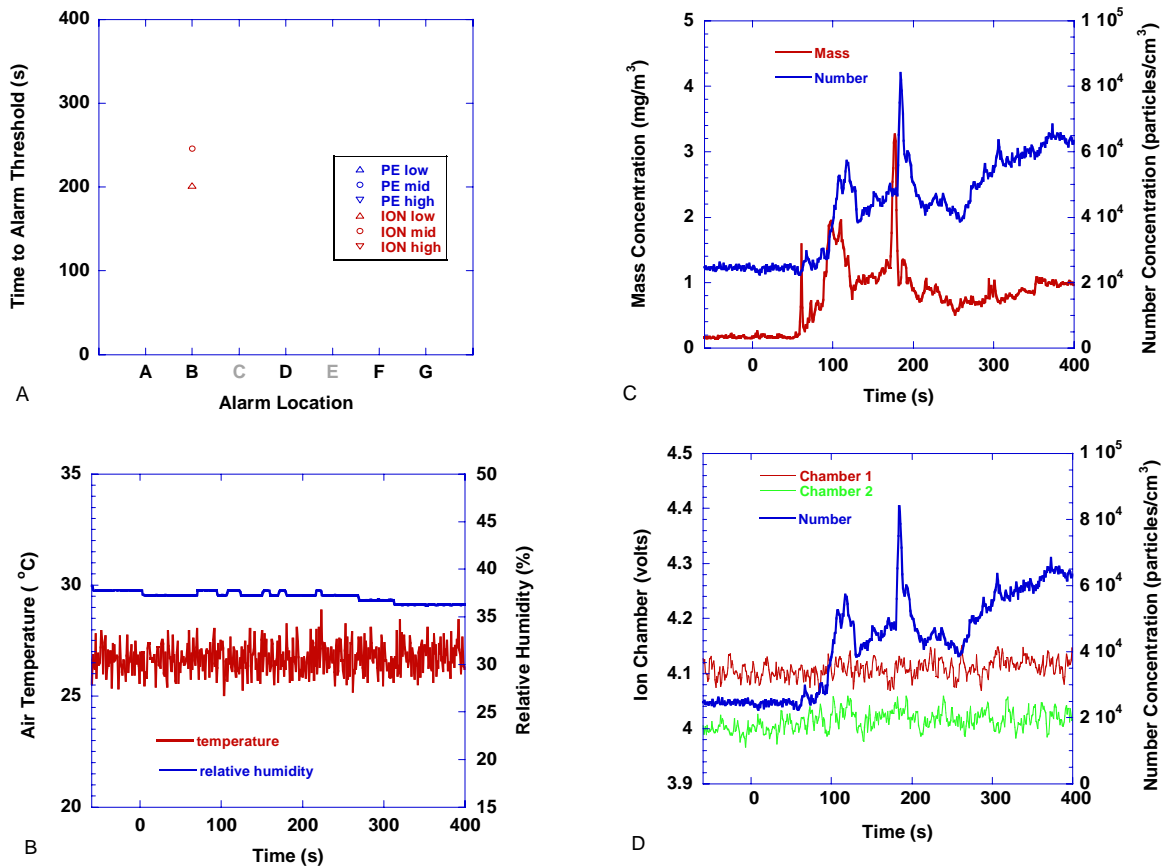 400
300
200
100
0
Time to Alarm Threshold (s)
PE low
PE mid
PE high
ION low
ION mid
ION high
A B C D E F G
Alarm Location
A
5
4
3
2
1
0
Mass Concentration (mg/m³)
Mass
Number
1 10⁵
8 10⁴
6 10⁴
4 10⁴
2 10⁴
0
Number Concentration (particles/cm³)
0 100 200 300 400
Time (s)
C
35
30
25
20
Air Temperature ( °C)
temperature
relative humidity
50
45
40
35
30
25
20
15
Relative Humidity (%)
0 100 200 300 400
Time (s)
B
4.5
4.4
4.3
4.2
4.1
4
3.9
Ion Chamber (volts)
Chamber 1
Chamber 2
Number
1 10⁵
8 10⁴
6 10⁴
4 10⁴
2 10⁴
0
Number Concentration (particles/cm³)
0 100 200 300 400
Time (s)
D